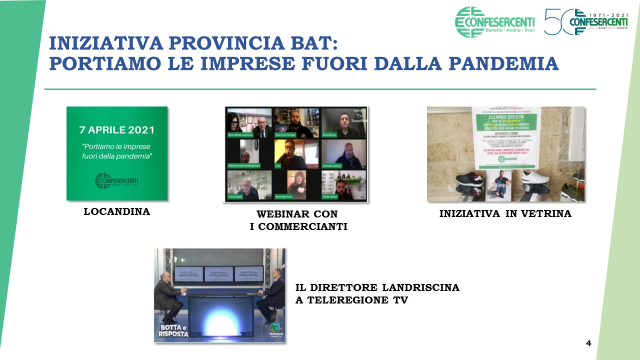 CONFESERCENTI
Barletta - Andria - Trani
1971-2021
CONFESERCENTI
INIZIATIVA PROVINCIA BAT:
PORTIAMO LE IMPRESE FUORI DALLA PANDEMIA
7 APRILE 2021
"Portiamo le imprese
fuori dalla pandemia"
CONFESERCENTI
LOCANDINA
WEBINAR CON
I COMMERCIANTI
INIZIATIVA IN VETRINA
BOTTA e
RISPOSTA
IL DIRETTORE LANDRISCINA
A TELEREGIONE TV
4